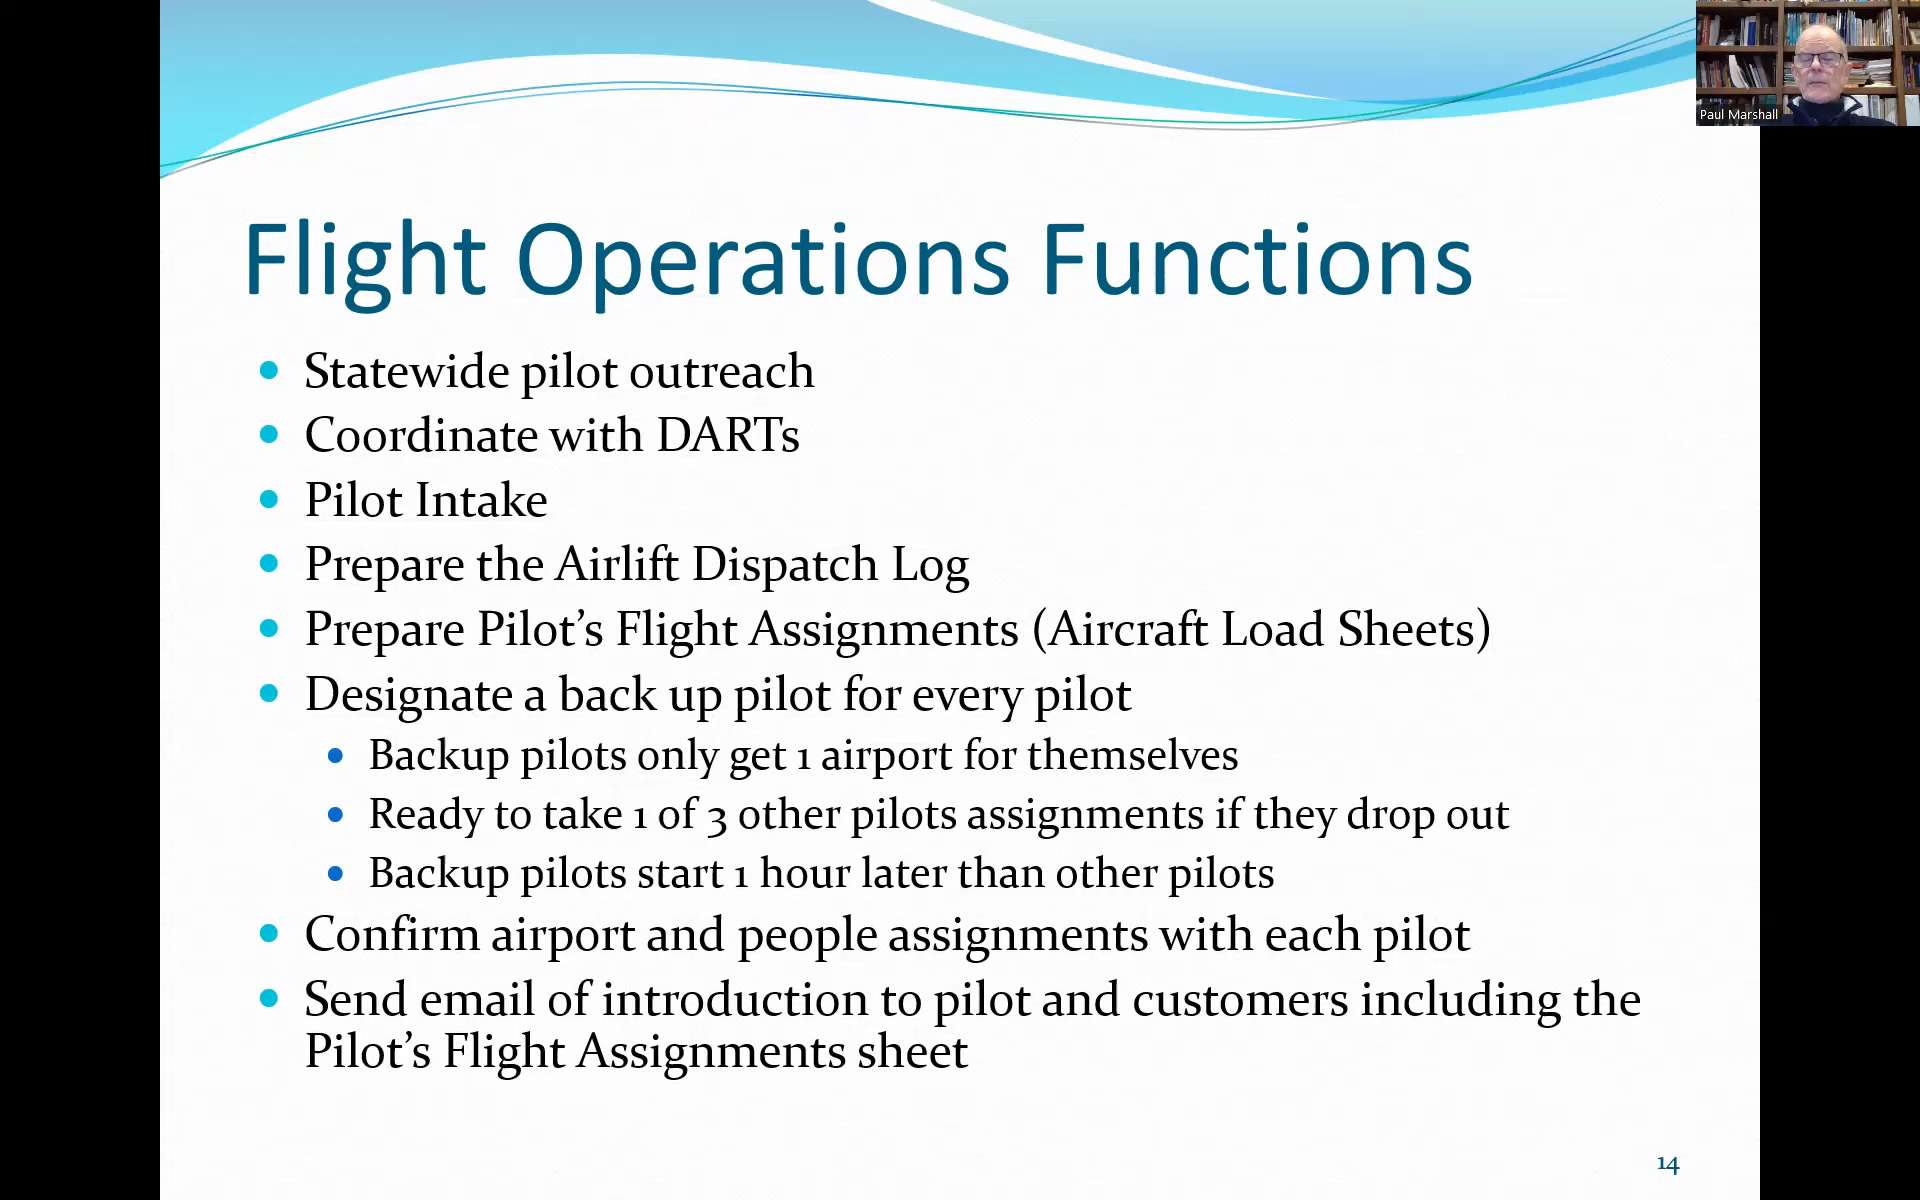 Paul Marshall
Flight Operations Functions
Statewide pilot outreach
Coordinate with DARTs
Pilot Intake
Prepare the Airlift Dispatch Log
Prepare Pilot’s Flight Assignments (Aircraft Load Sheets)
Designate a back up pilot for every pilot
Backup pilots only get 1 airport for themselves
Ready to take 1 of 3 other pilots assignments if they drop out
Backup pilots start 1 hour later than other pilots
Confirm airport and people assignments with each pilot
Send email of introduction to pilot and customers including the
Pilot’s Flight Assignments sheet
14